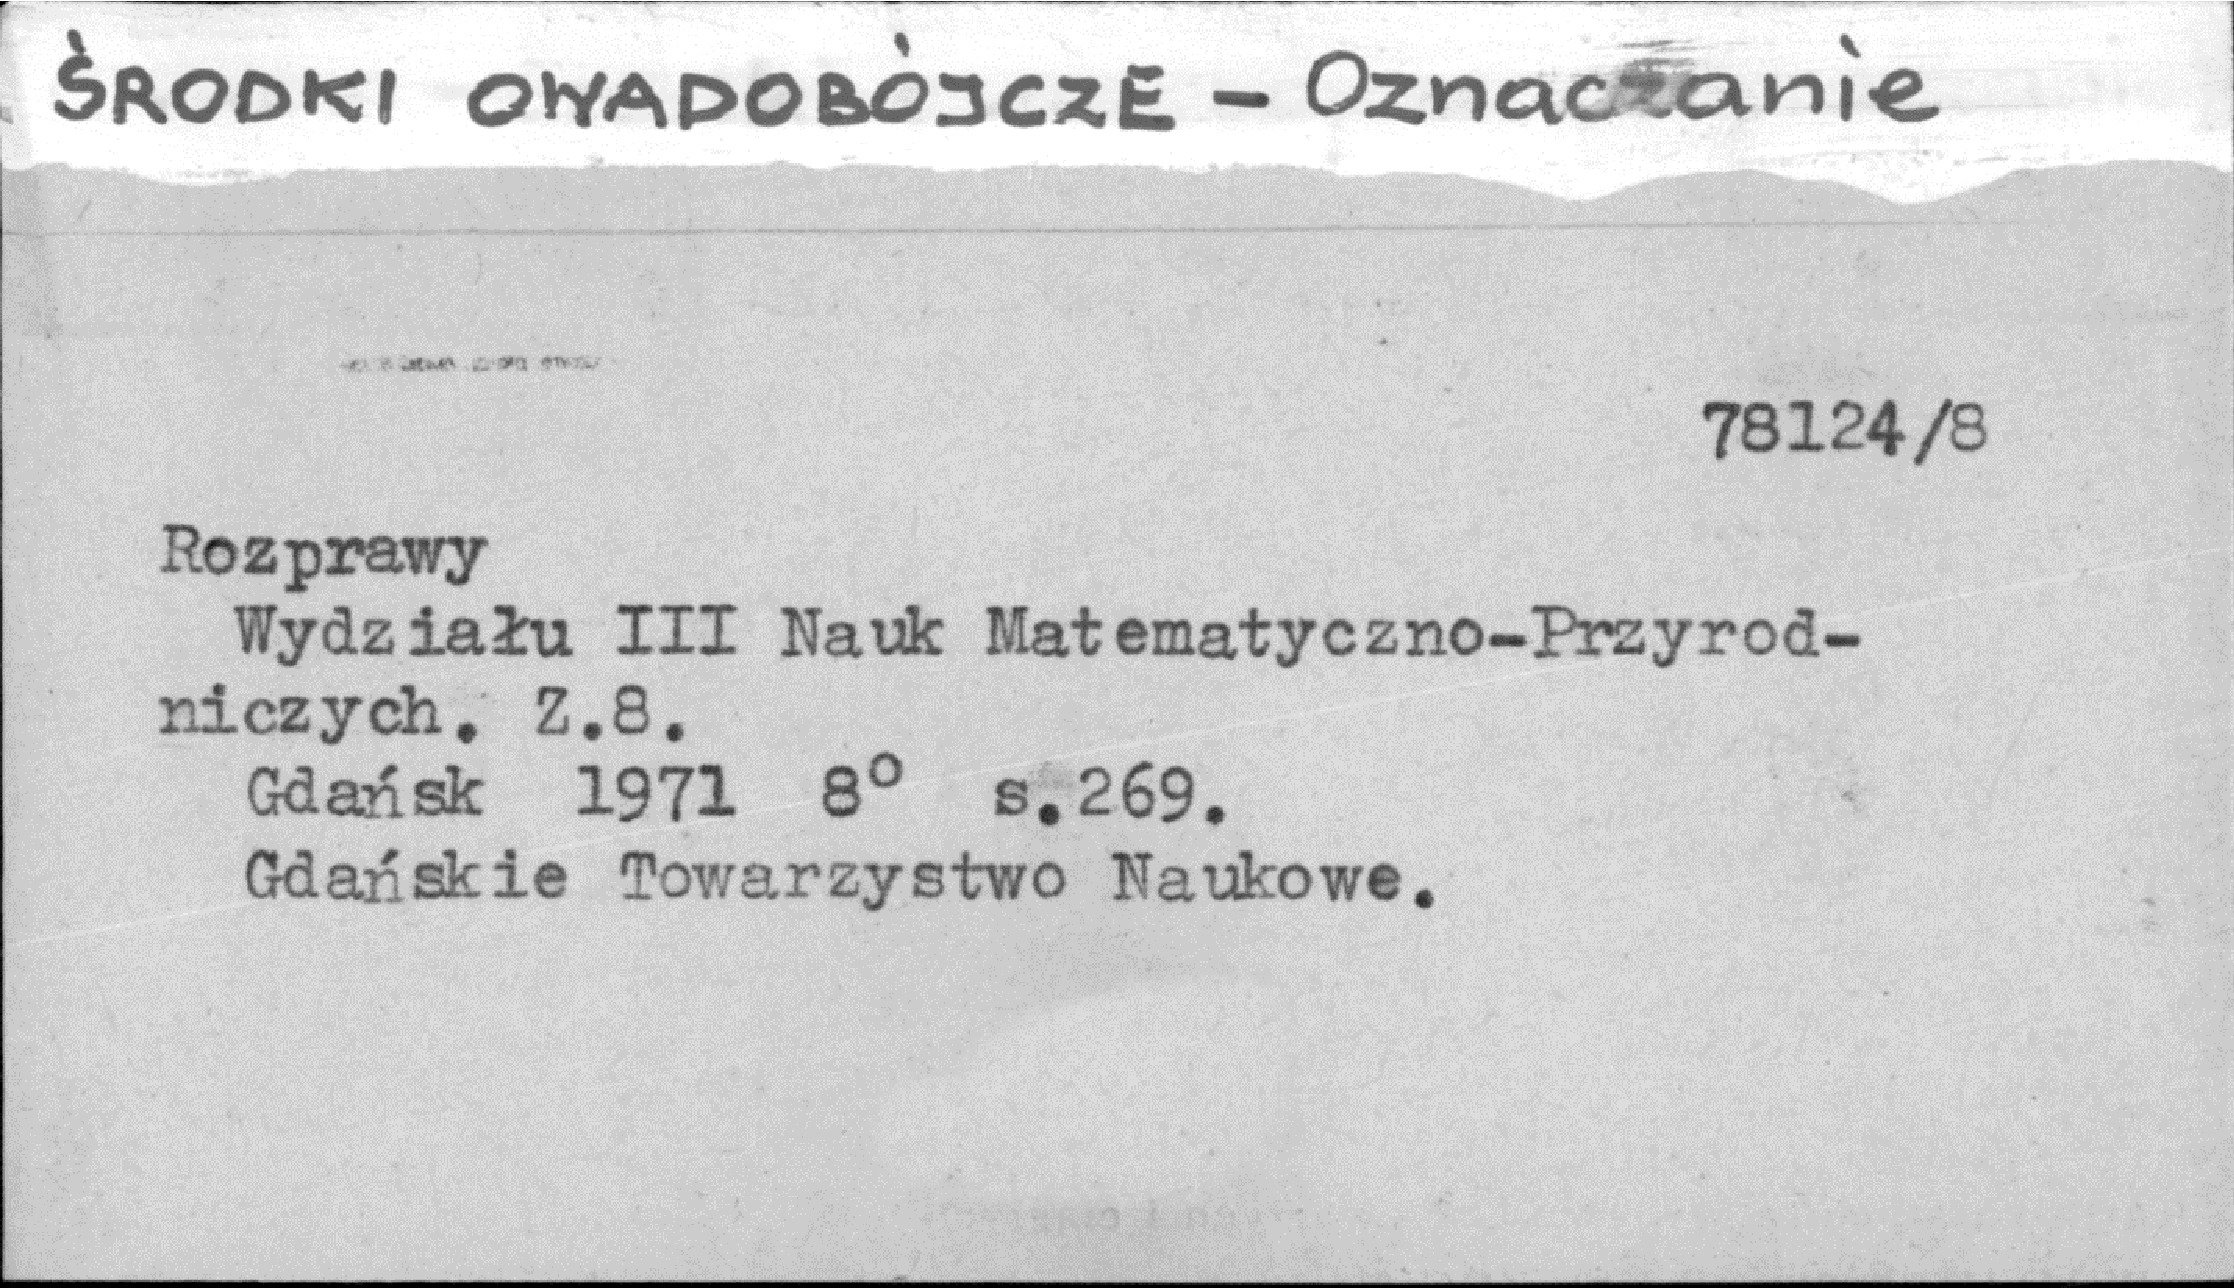 ŚRODKI OWADOBÓJCZE - Oznaczanie
78124/8
Rozprawy
Wydziału III Nauk Matematyczno-Przyrod-
niczych. Z.8.
Gdańsk 1971 8° s.269.
Gdańskie Towarzystwo Naukowe.